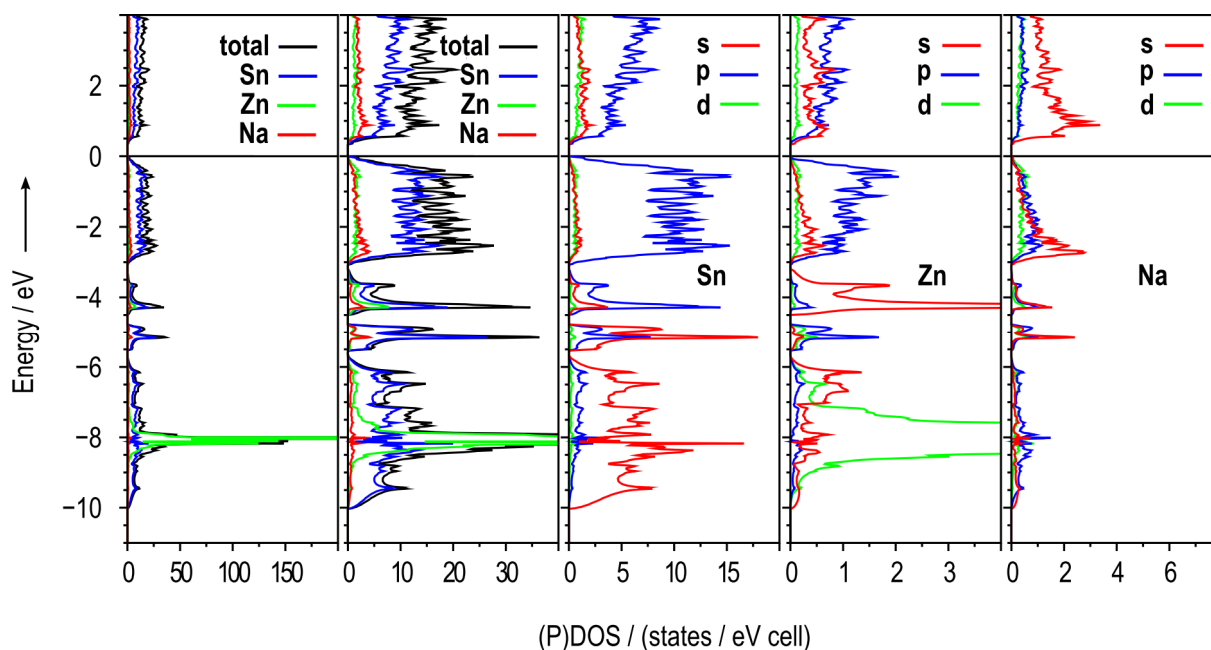 total
Sn
Zn
Na
total
Sn
Zn
Na
s
p
d
s
p
d
s
p
d
Sn
Zn
Na
Energy / eV
2
0
−2
−4
−6
−8
−10
0 50 100 150
0 10 20 30
0 5 10 15
0 1 2 3
0 2 4 6
(P)DOS / (states / eV cell)